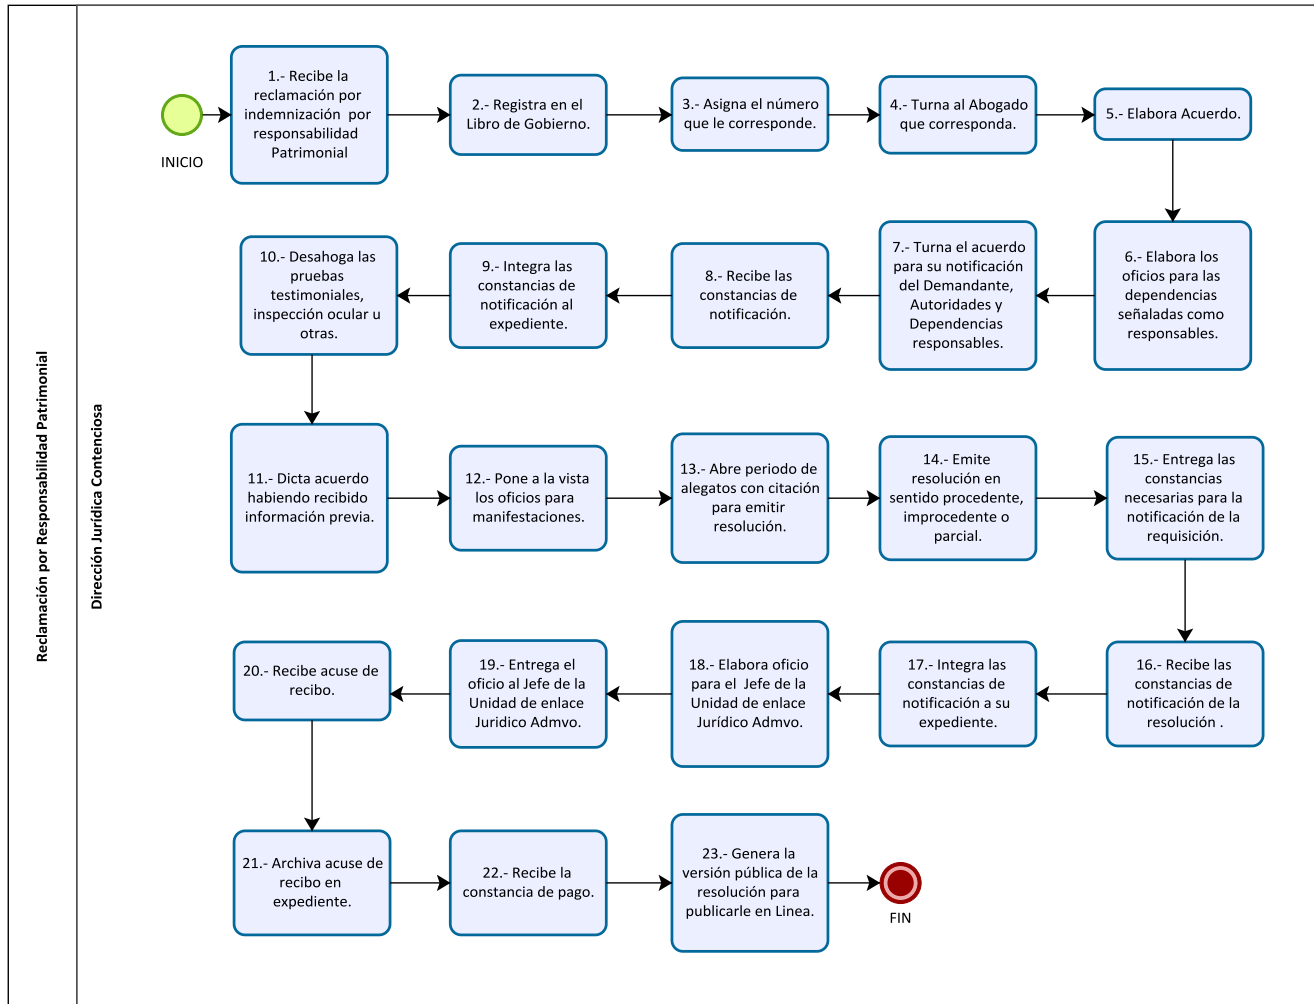 Reclamación por Responsabilidad Patrimonial
Dirección Jurídica Contenciosa
INICIO
1.- Recibe la
reclamación por
indemnización por
responsabilidad
Patrimonial
2.- Registra en el
Libro de Gobierno.
3.- Asigna el número
que le corresponde.
4.- Turna al Abogado
que corresponda.
5.- Elabora Acuerdo.
6.- Elabora los
oficios para las
dependencias
señaladas como
responsables.
7.- Turna el acuerdo
para su notificación
del Demandante,
Autoridades y
Dependencias
responsables.
8.- Recibe las
constancias de
notificación.
9.- Integra las
constancias de
notificación al
expediente.
10.- Desahoga las
pruebas
testimoniales,
inspección ocular u
otras.
11.- Dicta acuerdo
habiendo recibido
información previa.
12.- Pone a la vista
los oficios para
manifestaciones.
13.- Abre periodo de
alegatos con citación
para emitir
resolución.
14.- Emite
resolución en
sentido procedente,
improcedente o
parcial.
15.- Entrega las
constancias
necesarias para la
notificación de la
requisición.
16.- Recibe las
constancias de
notificación de la
resolución .
17.- Integra las
constancias de
notificación a su
expediente.
18.- Elabora oficio
para el Jefe de la
Unidad de enlace
Jurídico Admvo.
19.- Entrega el
oficio al Jefe de la
Unidad de enlace
Juridico Admvo.
20.- Recibe acuse de
recibo.
21.- Archiva acuse de
recibo en
expediente.
22.- Recibe la
constancia de pago.
23.- Genera la
versión pública de la
resolución para
publicarle en Linea.
FIN